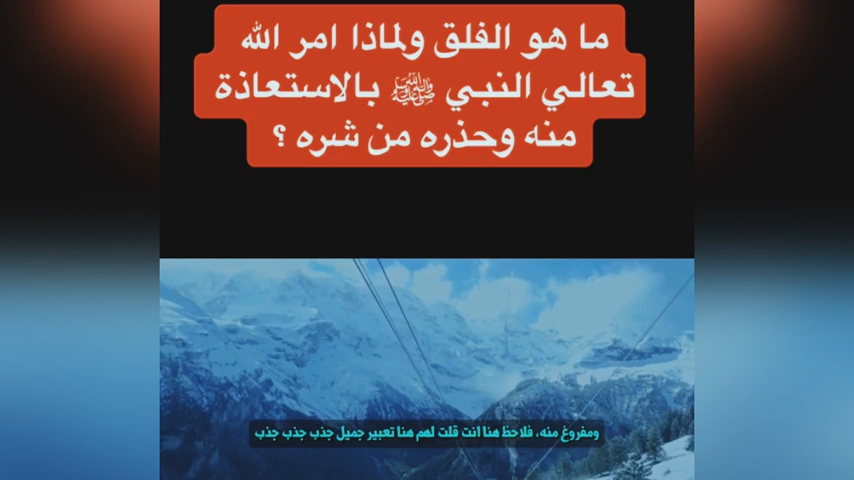 ما هو الفلق ولماذا امر الله
تعالي النبي ﷺ بالاستعاذة
منه وحذره من شره ؟
ومفروغ منه، فلاحظ هنا انت قلت لهم هنا تعبير جميل جذب جذب جذب